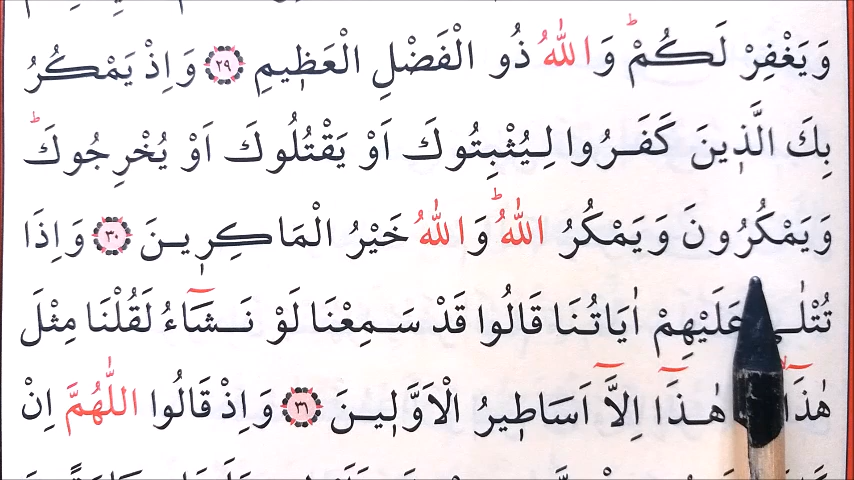 وَيَغْفِرْ لَكُمْۜ وَاللّٰهُ ذُو الْفَضْلِ الْعَظ۪يمِ ﴿٢٩﴾ وَاِذْ يَمْكُرُ
بِكَ الَّذ۪ينَ كَفَرُوا لِيُثْبِتُوكَ اَوْ يَقْتُلُوكَ اَوْ يُخْرِجُوكَۜ
وَيَمْكُرُونَ وَيَمْكُرُ اللّٰهُۜ وَاللّٰهُ خَيْرُ الْمَاكِر۪ينَ ﴿٣٠﴾ وَاِذَا
تُتْلٰى عَلَيْهِمْ اٰيَاتُنَا قَالُوا قَدْ سَمِعْنَا لَوْ نَشَٓاءُ لَقُلْنَا مِثْلَ
هٰذَٓا هٰذَٓا اِلَّٓا اَسَاط۪يرُ الْاَوَّل۪ينَ ﴿٣١﴾ وَاِذْ قَالُوا اللّٰهُمَّ اِنْ